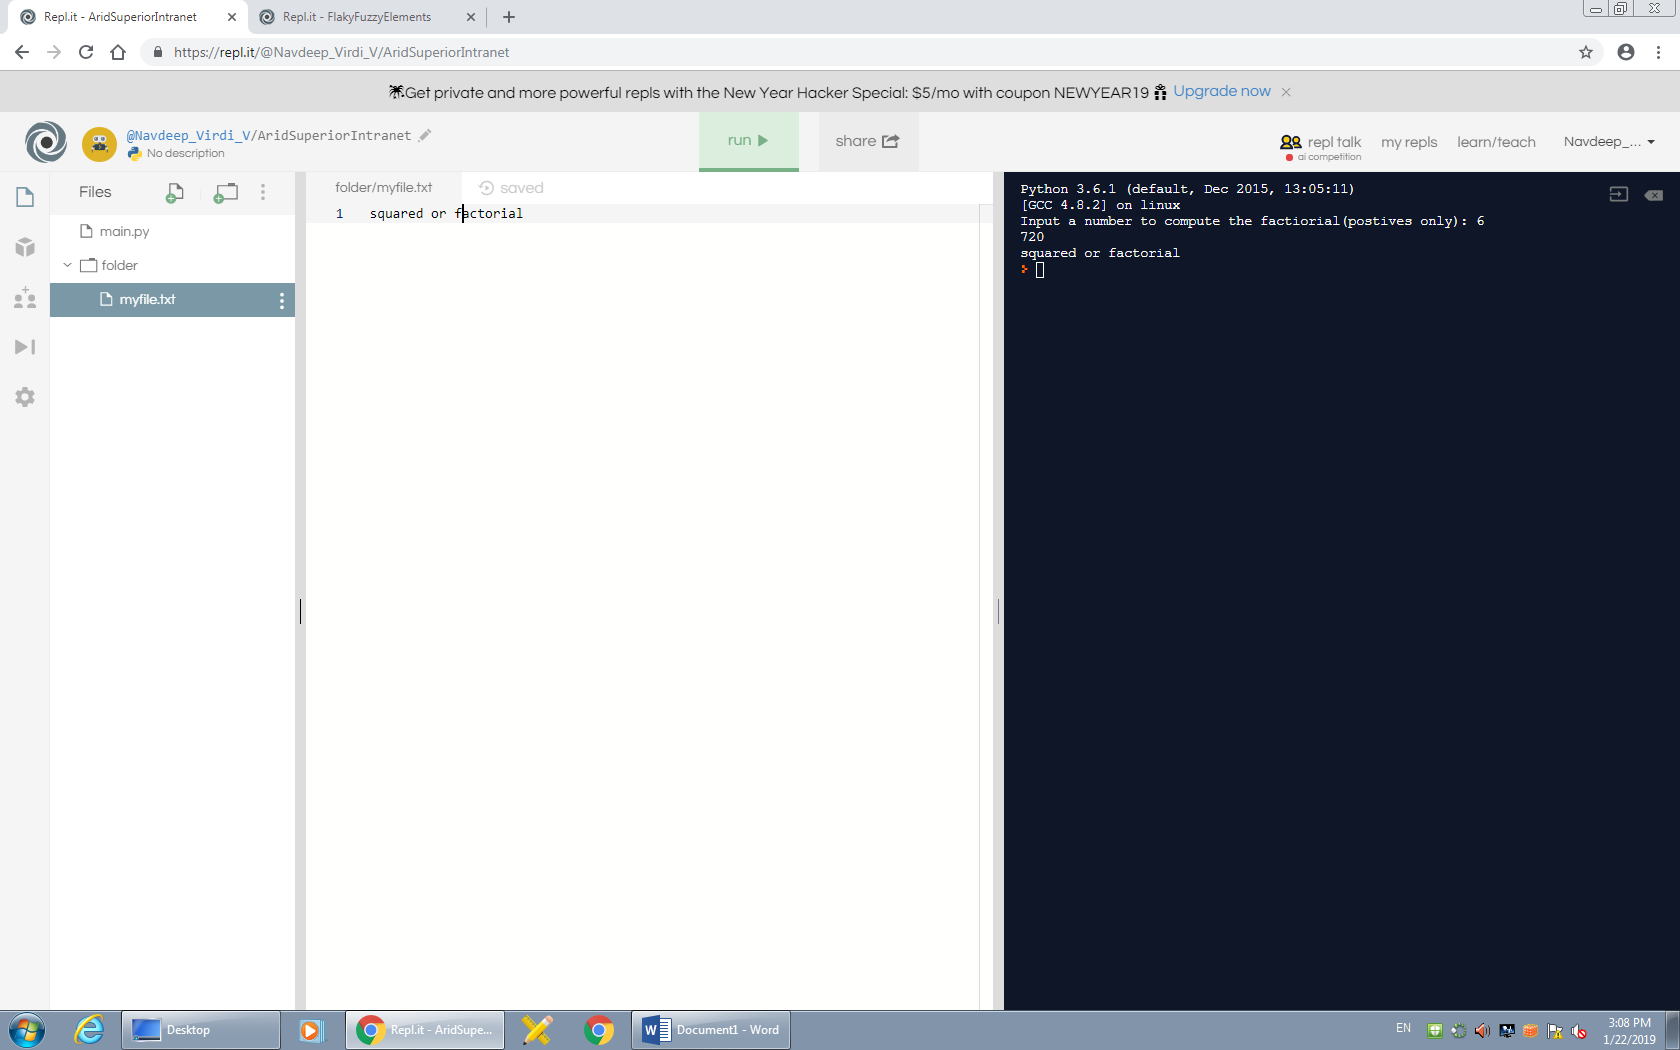 Repl.it - AridSuperiorIntranet
Repl.it - FlakyFuzzyElements
https://repl.it/@Navdeep_Virdi_V/AridSuperiorIntranet
Get private and more powerful repls with the New Year Hacker Special: $5/mo with coupon NEWYEAR19 Upgrade now
@Navdeep_Virdi_V/AridSuperiorIntranet
No description
run
share
repl talk
ai competition
my repls
learn/teach
Navdeep_...
Files
main.py
folder
myfile.txt
folder/myfile.txt
saved
1 squared or factorial
Python 3.6.1 (default, Dec 2015, 13:05:11)
[GCC 4.8.2] on linux
Input a number to compute the factiorial(postives only): 6
720
squared or factorial
Desktop
Repl.it - AridSupe...
Document1 - Word
EN
3:08 PM
1/22/2019